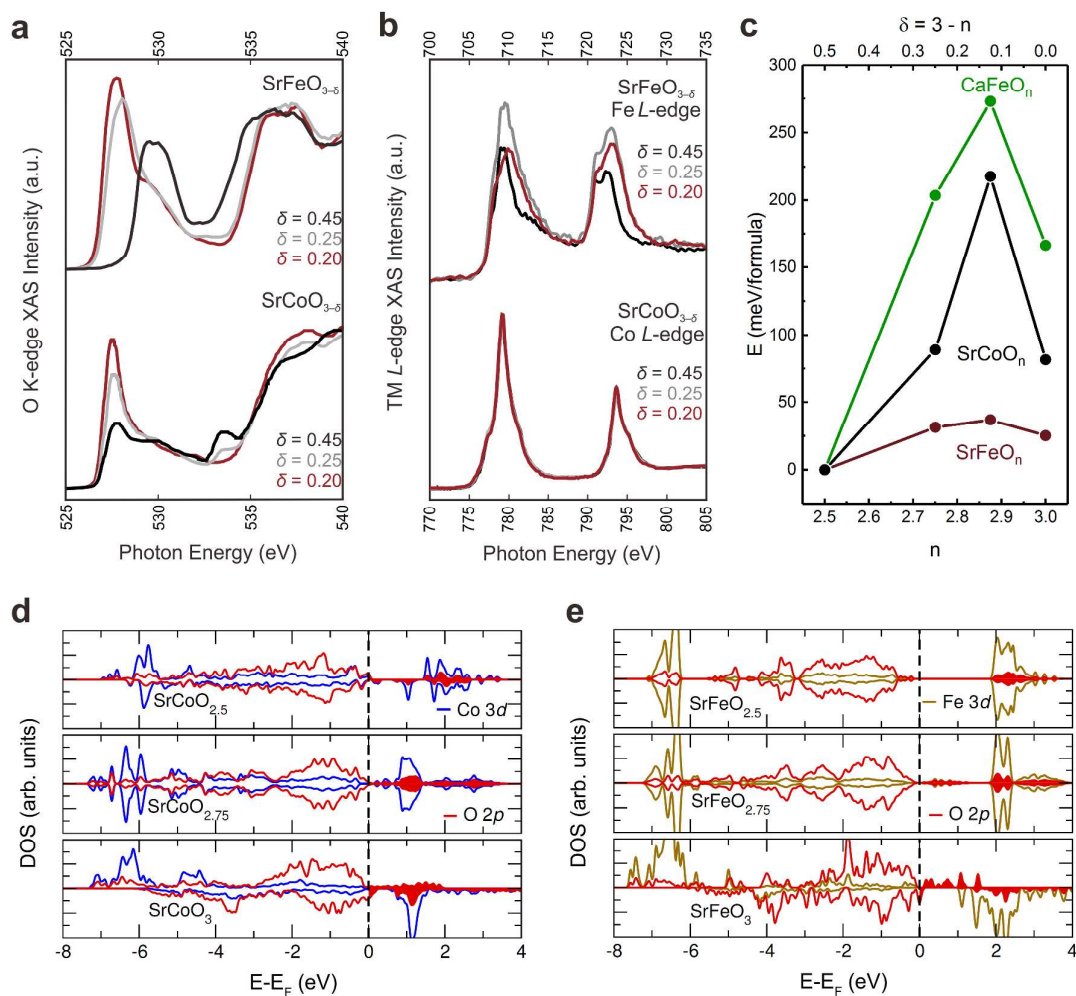 a
525 530 535 540
SrFeO3–δ
δ = 0.45
δ = 0.25
δ = 0.20
SrCoO3–δ
δ = 0.45
δ = 0.25
δ = 0.20
O K-edge XAS Intensity (a.u.)
525 530 535 540
Photon Energy (eV)
b
700 705 710 715 720 725 730 735
SrFeO3–δ
Fe L-edge
δ = 0.45
δ = 0.25
δ = 0.20
SrCoO3–δ
Co L-edge
δ = 0.45
δ = 0.25
δ = 0.20
TM L-edge XAS Intensity (a.u.)
770 780 785 790 795 805
Photon Energy (eV)
c
δ = 3 - n
0.5 0.4 0.3 0.2 0.1 0.0
300
250
200
150
100
50
0
E (meV/formula)
CaFeOn
SrCoOn
SrFeOn
2.5 2.6 2.7 2.8 2.9 3.0
n
d
SrCoO2.5
Co 3d
SrCoO2.75
O 2p
SrCoO3
DOS (arb. units)
-8 -6 -4 -2 0 2 4
E-EF (eV)
e
SrFeO2.5
Fe 3d
SrFeO2.75
O 2p
SrFeO3
DOS (arb. units)
-8 -6 -4 -2 0 2 4
E-EF (eV)